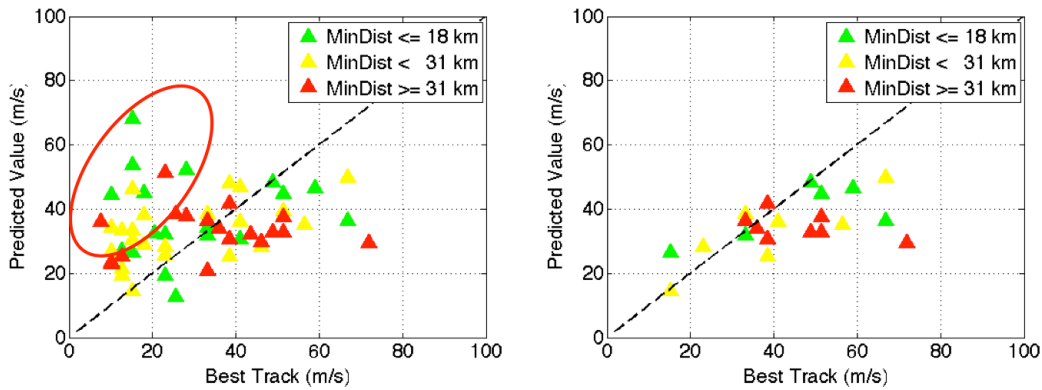 100
80
60
40
20
0
0 20 40 60 80 100
Predicted Value (m/s)
Best Track (m/s)
MinDist <= 18 km
MinDist < 31 km
MinDist >= 31 km
100
80
60
40
20
0
0 20 40 60 80 100
Predicted Value (m/s)
Best Track (m/s)
MinDist <= 18 km
MinDist < 31 km
MinDist >= 31 km